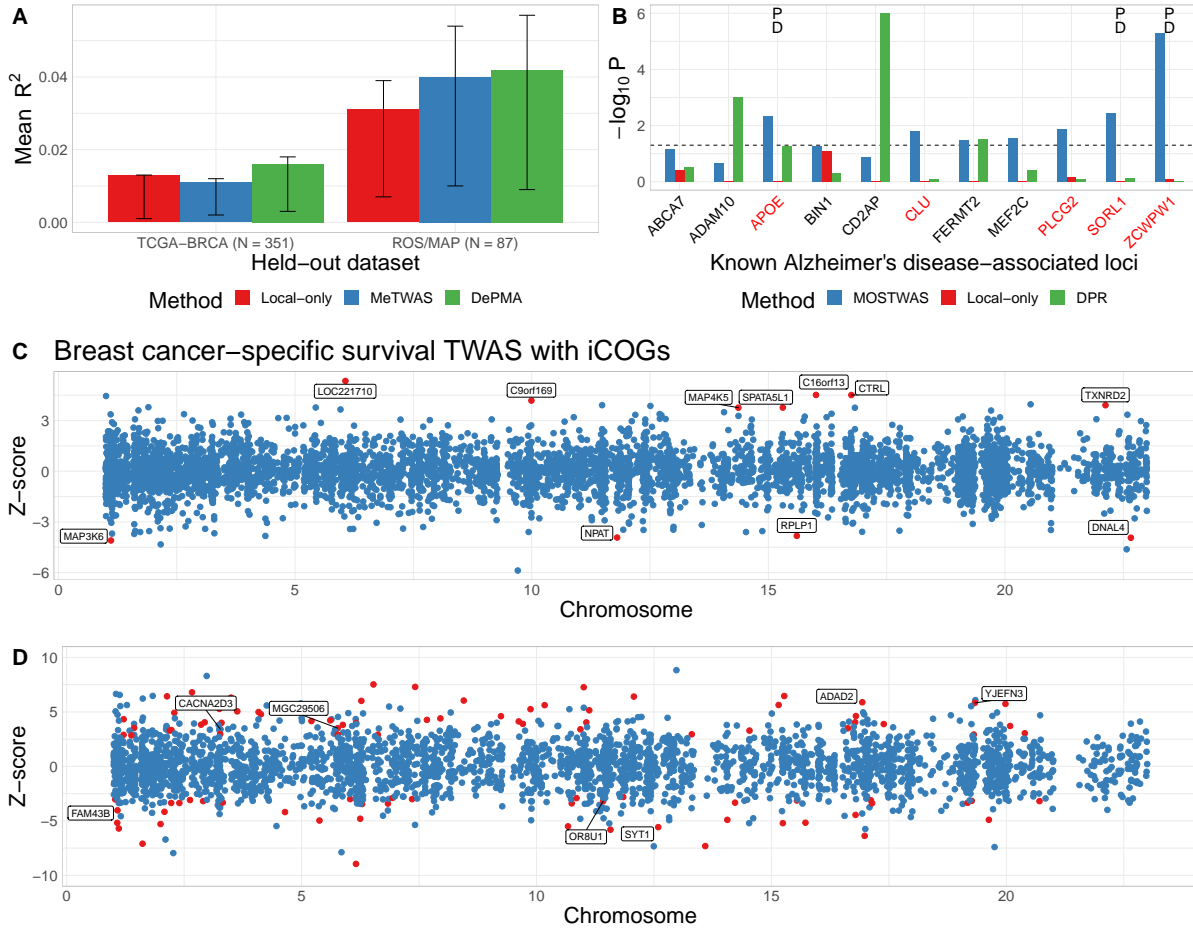 A
Mean R²
0.04
0.02
0.00
TCGA−BRCA (N = 351)
ROS/MAP (N = 87)
Held−out dataset
Method
Local−only
MeTWAS
DePMA
B
−log₁₀ P
6
4
2
0
P
D
P
D
P
D
ABCA7
ADAM10
APOE
BIN1
CD2AP
CLU
FERMT2
MEF2C
PLCG2
SORL1
ZCWPW1
Known Alzheimer's disease−associated loci
Method
MOSTWAS
Local−only
DPR
C
Breast cancer−specific survival TWAS with iCOGs
Z−score
3
0
−3
−6
LOC221710
C9orf169
MAP4K5
SPATA5L1
C16orf13
CTRL
TXNRD2
MAP3K6
NPAT
RPLP1
DNAL4
0
5
10
15
20
Chromosome
D
Z−score
10
5
0
−5
−10
CACNA2D3
MGC29506
ADAD2
YJEFN3
FAM43B
OR8U1
SYT1
0
5
10
15
20
Chromosome